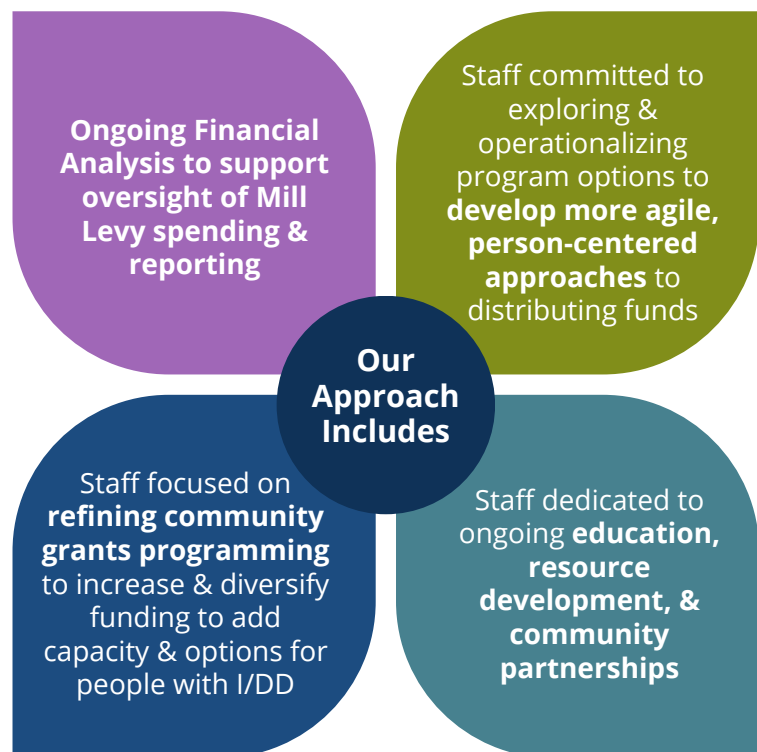 Ongoing Financial
Analysis to support
oversight of Mill
Levy spending &
reporting
Staff committed to
exploring &
operationalizing
program options to
develop more agile,
person-centered
approaches to
distributing funds
Our
Approach
Includes
Staff focused on
refining community
grants programming
to increase & diversify
funding to add
capacity & options for
people with I/DD
Staff dedicated to
ongoing education,
resource
development, &
community
partnerships